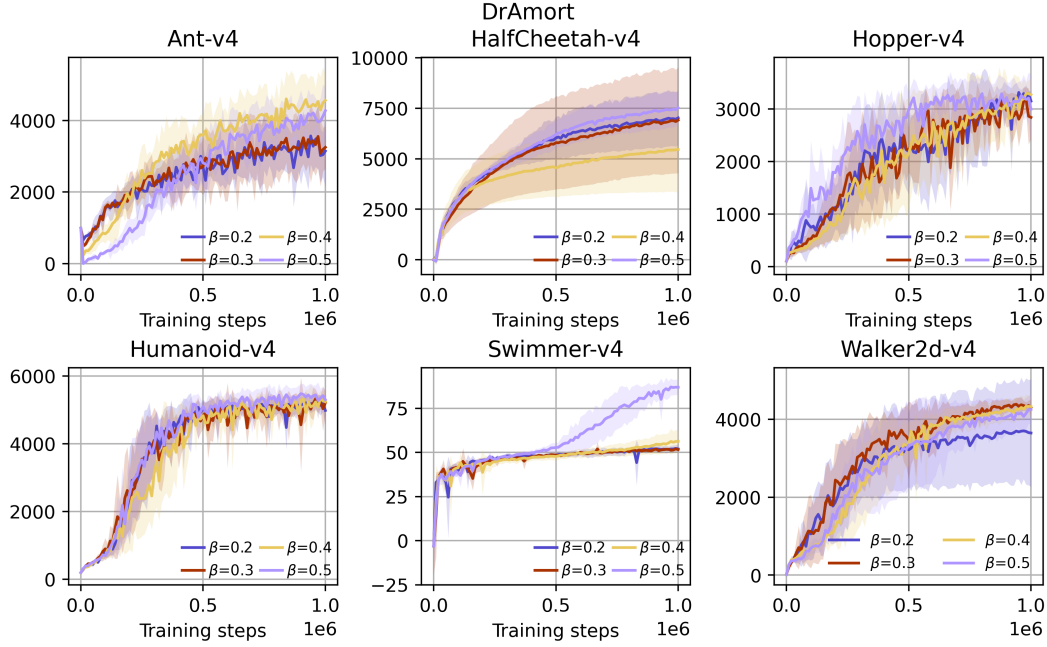 DrAmort
Ant-v4
4000
2000
0
β=0.2 β=0.4
β=0.3 β=0.5
0.0 0.5 1.0
Training steps 1e6
HalfCheetah-v4
10000
7500
5000
2500
0
β=0.2 β=0.4
β=0.3 β=0.5
0.0 0.5 1.0
Training steps 1e6
Hopper-v4
3000
2000
1000
0
β=0.2 β=0.4
β=0.3 β=0.5
0.0 0.5 1.0
Training steps 1e6
Humanoid-v4
6000
4000
2000
0
β=0.2 β=0.4
β=0.3 β=0.5
0.0 0.5 1.0
Training steps 1e6
Swimmer-v4
75
50
25
0
−25
β=0.2 β=0.4
β=0.3 β=0.5
0.0 0.5 1.0
Training steps 1e6
Walker2d-v4
4000
2000
0
β=0.2 β=0.4
β=0.3 β=0.5
0.0 0.5 1.0
Training steps 1e6